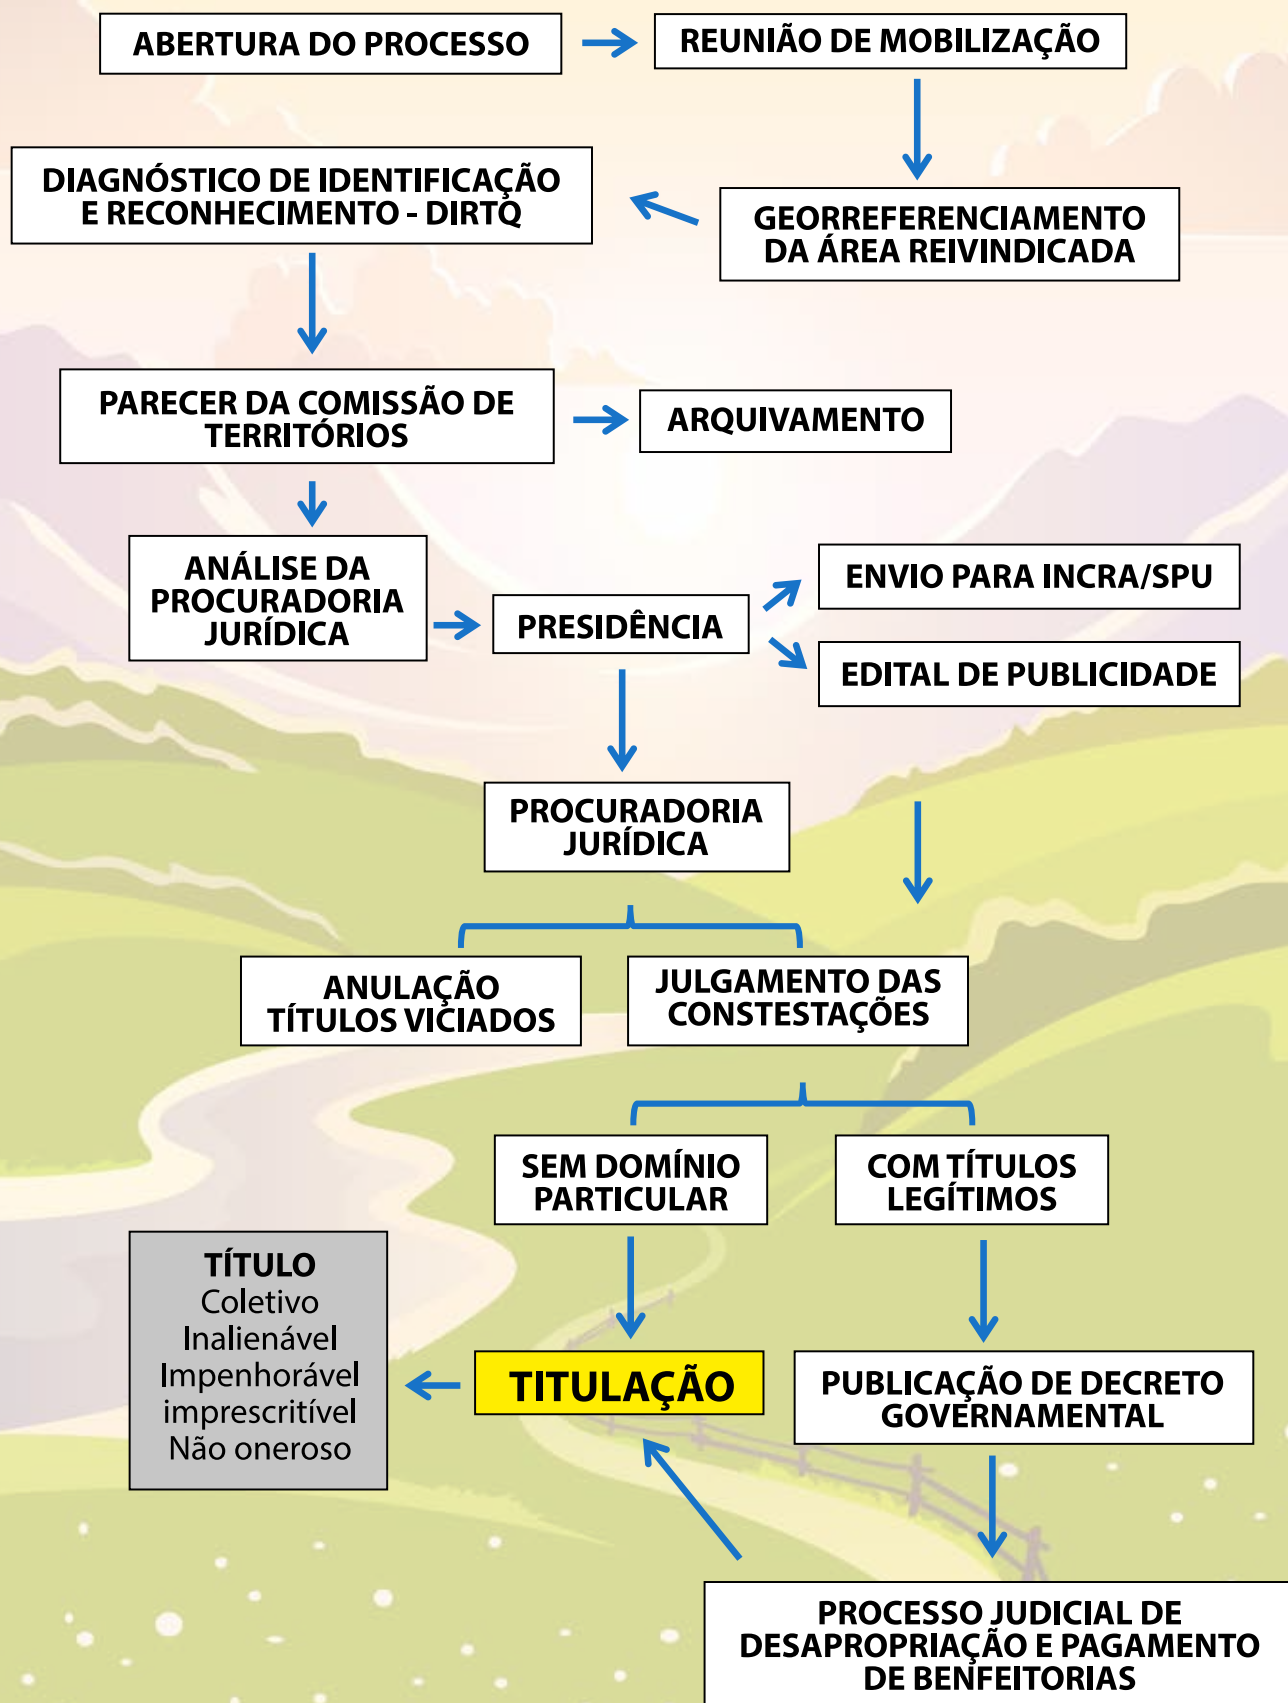 ABERTURA DO PROCESSO
REUNIÃO DE MOBILIZAÇÃO
GEORREFERENCIAMENTO
DA ÁREA REIVINDICADA
DIAGNÓSTICO DE IDENTIFICAÇÃO
E RECONHECIMENTO - DIRTQ
PARECER DA COMISSÃO DE
TERRITÓRIOS
ARQUIVAMENTO
ANÁLISE DA
PROCURADORIA
JURÍDICA
PRESIDÊNCIA
ENVIO PARA INCRA/SPU
EDITAL DE PUBLICIDADE
PROCURADORIA
JURÍDICA
ANULAÇÃO
TÍTULOS VICIADOS
JULGAMENTO DAS
CONSTESTAÇÕES
SEM DOMÍNIO
PARTICULAR
COM TÍTULOS
LEGÍTIMOS
TÍTULO
Coletivo
Inalienável
Impenhorável
imprescritível
Não oneroso
TITULAÇÃO
PUBLICAÇÃO DE DECRETO
GOVERNAMENTAL
PROCESSO JUDICIAL DE
DESAPROPRIAÇÃO E PAGAMENTO
DE BENFEITORIAS